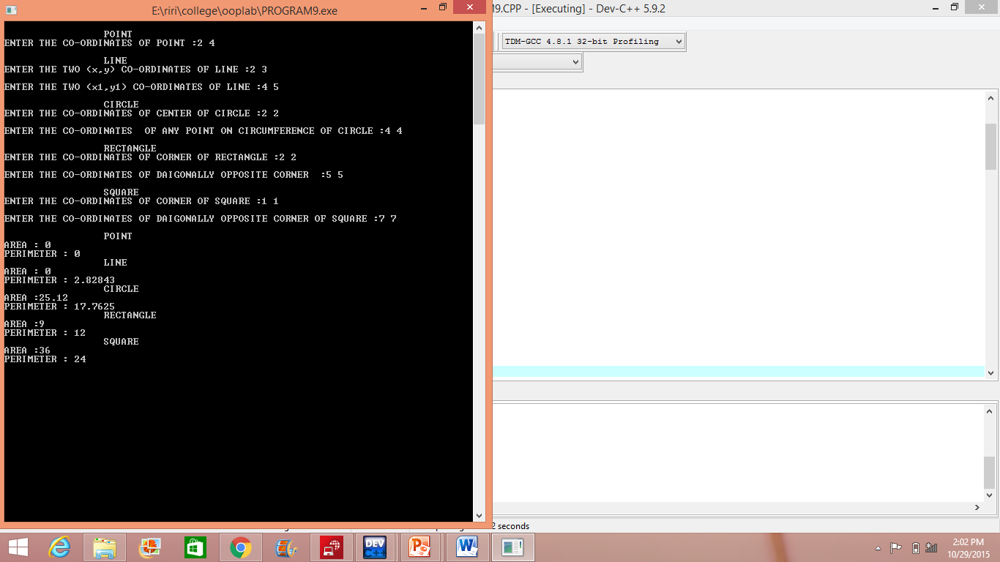 E:\riri\college\ooplab\PROGRAM9.exe
M9.CPP - [Executing] - Dev-C++ 5.9.2
TDM-GCC 4.8.1 32-bit Profiling
POINT
ENTER THE CO-ORDINATES OF POINT :2 4
LINE
ENTER THE TWO (x,y) CO-ORDINATES OF LINE :2 3
ENTER THE TWO (x1,y1) CO-ORDINATES OF LINE :4 5
CIRCLE
ENTER THE CO-ORDINATES OF CENTER OF CIRCLE :2 2
ENTER THE CO-ORDINATES  OF ANY POINT ON CIRCUMFERENCE OF CIRCLE :4 4
RECTANGLE
ENTER THE CO-ORDINATES OF CORNER OF RECTANGLE :2 2
ENTER THE CO-ORDINATES OF DAIGONALLY OPPOSITE CORNER  :5 5
SQUARE
ENTER THE CO-ORDINATES OF CORNER OF SQUARE :1 1
ENTER THE CO-ORDINATES OF DAIGONALLY OPPOSITE CORNER OF SQUARE :7 7
POINT
AREA : 0
PERIMETER : 0
LINE
AREA : 0
PERIMETER : 2.82843
CIRCLE
AREA :25.12
PERIMETER : 17.7625
RECTANGLE
AREA :9
PERIMETER : 12
SQUARE
AREA :36
PERIMETER : 24
2 seconds
DEV C++
2:02 PM
10/29/2015